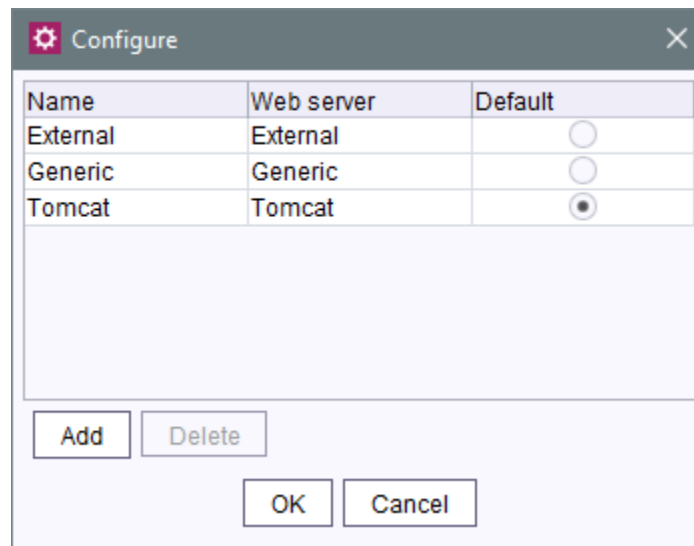 Configure
Name Web server Default
External External
Generic Generic
Tomcat Tomcat
Add Delete
OK Cancel